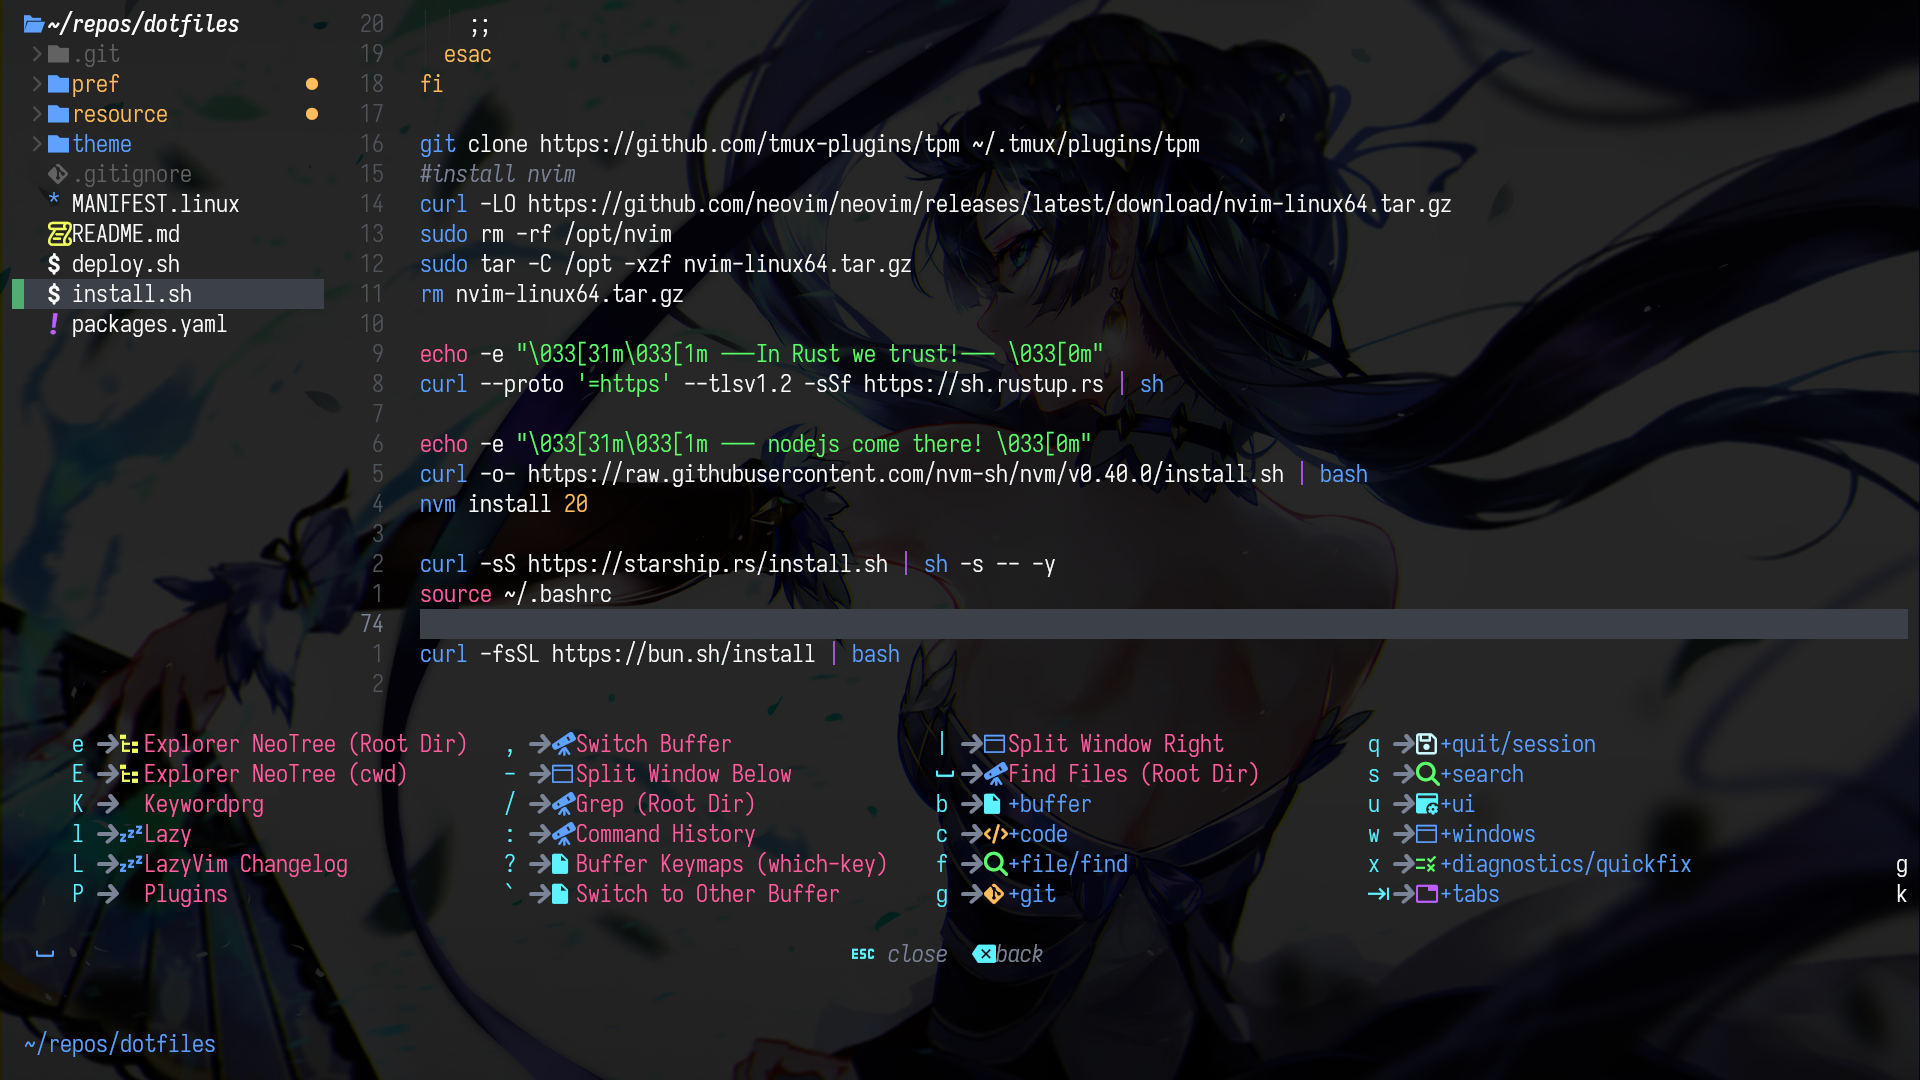 ~/repos/dotfiles
.git
pref
resource
theme
.gitignore
MANIFEST.linux
README.md
$ deploy.sh
$ install.sh
! packages.yaml
20 ;;
19 esac
18 fi
17
16 git clone https://github.com/tmux-plugins/tpm ~/.tmux/plugins/tpm
15 #install nvim
14 curl -LO https://github.com/neovim/neovim/releases/latest/download/nvim-linux64.tar.gz
13 sudo rm -rf /opt/nvim
12 sudo tar -C /opt -xzf nvim-linux64.tar.gz
11 rm nvim-linux64.tar.gz
10
9 echo -e "\033[31m\033[1m ---In Rust we trust!--- \033[0m"
8 curl --proto '=https' --tlsv1.2 -sSf https://sh.rustup.rs | sh
7
6 echo -e "\033[31m\033[1m --- nodejs come there! \033[0m"
5 curl -o- https://raw.githubusercontent.com/nvm-sh/nvm/v0.40.0/install.sh | bash
4 nvm install 20
3
2 curl -sS https://starship.rs/install.sh | sh -s -- -y
1 source ~/.bashrc
74
1 curl -fsSL https://bun.sh/install | bash
2
e Explorer NeoTree (Root Dir)
E Explorer NeoTree (cwd)
K Keywordprg
l Lazy
L LazyVim Changelog
P Plugins
, Switch Buffer
- Split Window Below
/ Grep (Root Dir)
: Command History
? Buffer Keymaps (which-key)
` Switch to Other Buffer
| Split Window Right
Find Files (Root Dir)
b +buffer
c +code
f +file/find
g +git
q +quit/session
s +search
u +ui
w +windows
x +diagnostics/quickfix
+tabs
g
k
ESC close back
~/repos/dotfiles